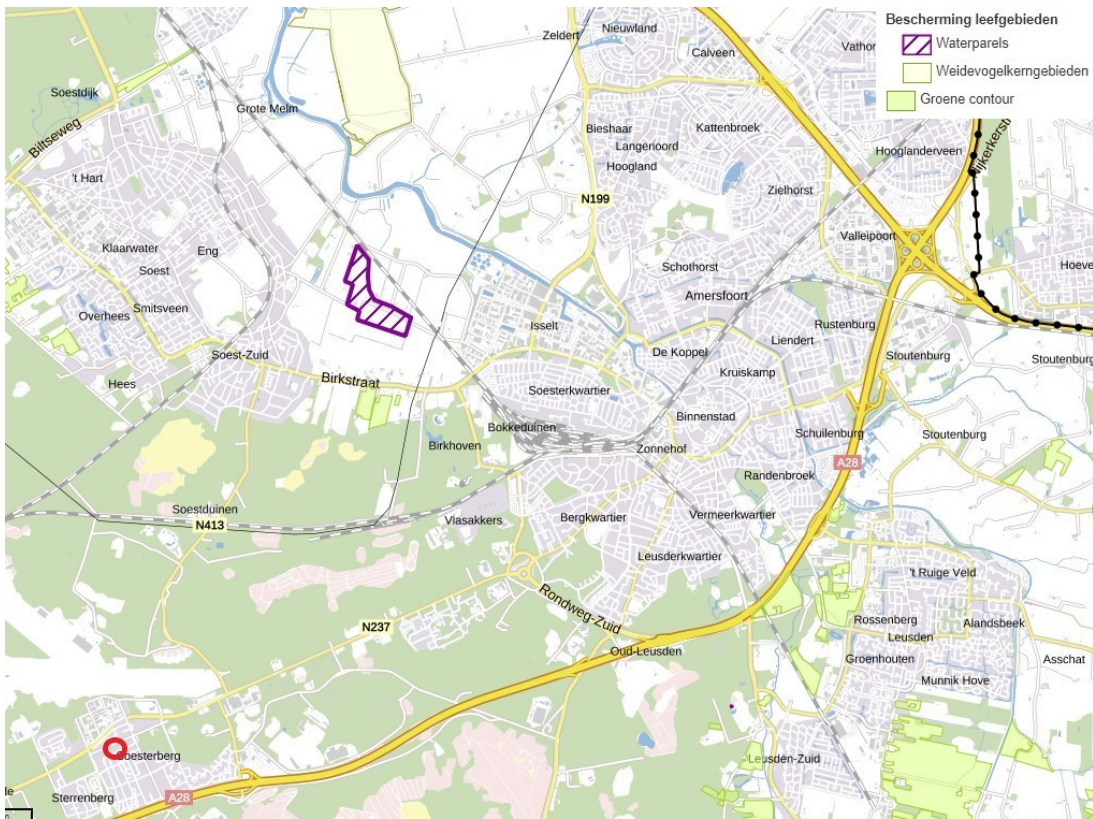 Bescherming leefgebieden
Waterparels
Weidevogelkerngebieden
Groene contour
Nieuwland
Zeldert
Calveen
Vathor
Soestdijk
Grote Melm
Biltseweg
Bieshaar
Kattenbroek
Langenoord
Hoogland
Hooglanderveen
't Hart
Zielhorst
N199
Valleipoort
Klaarwater
Eng
Soest
Schothorst
Hoeve
Smitsveen
Overhees
Amersfoort
Isselt
Rustenburg
Liendert
Soest-Zuid
De Koppel
Stoutenburg
Stoutenburg
Kruiskamp
Hees
Birkstraat
Soesterkwartier
Binnenstad
Bokkeduinen
Schuilenburg
Stoutenburg
Birkhoven
Zonnehof
A28
Randenbroek
Soestduinen
N413
Vlasakkers
Bergkwartier
Vermeerkwartier
Leusderkwartier
't Ruige Veld
Rondweg-Zuid
Rossenberg
Alandsbeek
N237
Leusden
Oud-Leusden
Groenhouten
Asschat
Munnik Hove
Soesterberg
Leusden-Zuid
Sterrenberg
A28